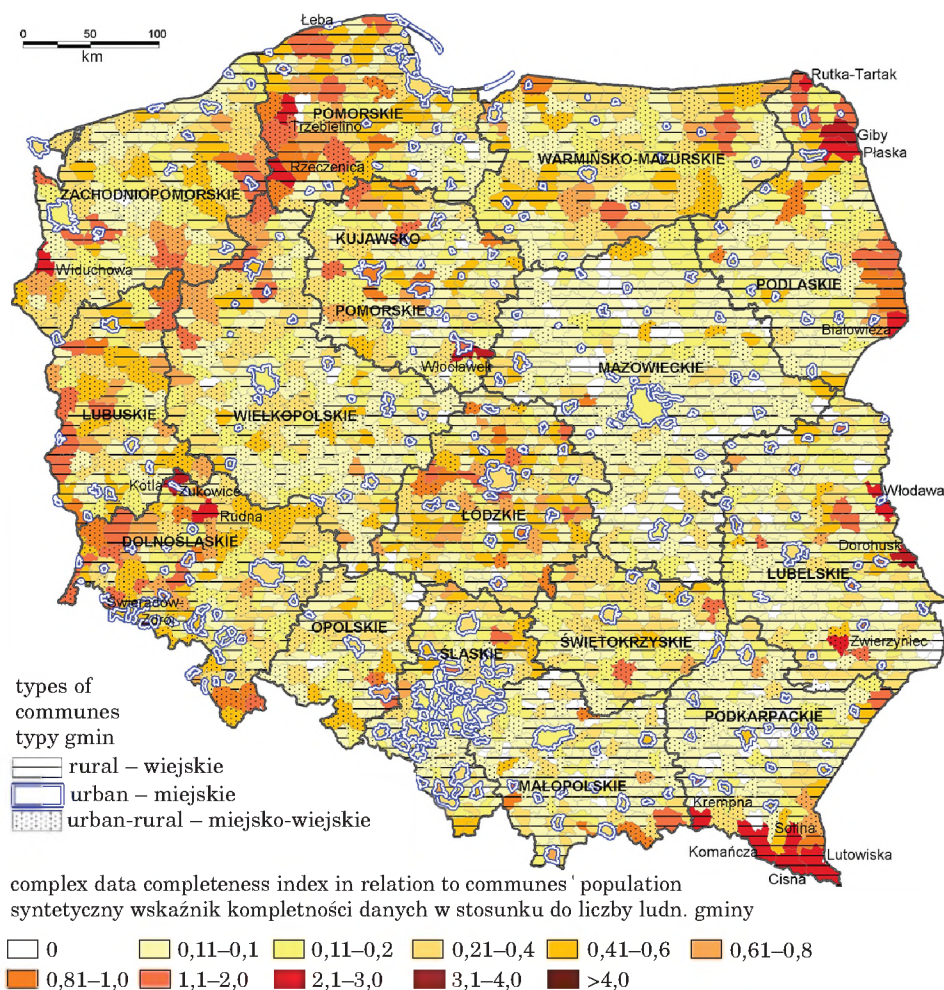 Łeba
0 50 100
km
Rutka-Tartak
POMORSKIE
Trzebielino
Giby
Płaska
WARMIŃSKO-MAZURSKIE
Rzeczenica
ZACHODNIOPOMORSKIE
KUJAWSKO
Widuchowa
PODLASKIE
POMORSKIE
Białowieża
Włocławek
MAZOWIECKIE
LUBUSKIE
WIELKOPOLSKIE
Kotla
Żukowice
Włodawa
Rudna
ŁÓDZKIE
DOLNOŚLĄSKIE
Dorohusk
LUBELSKIE
Świeradów-
Zdrój
OPOLSKIE
ŚLĄSKIE
ŚWIĘTOKRZYSKIE
Zwierzyniec
types of
communes
typy gmin
PODKARPACKIE
rural – wiejskie
urban – miejskie
MAŁOPOLSKIE
Krempna
urban-rural – miejsko-wiejskie
Solina
Komańcza
Lutowiska
Cisna
complex data completeness index in relation to communes' population
syntetyczny wskaźnik kompletności danych w stosunku do liczby ludn. gminy
0 0,11–0,1 0,11–0,2 0,21–0,4 0,41–0,6 0,61–0,8
0,81–1,0 1,1–2,0 2,1–3,0 3,1–4,0 >4,0